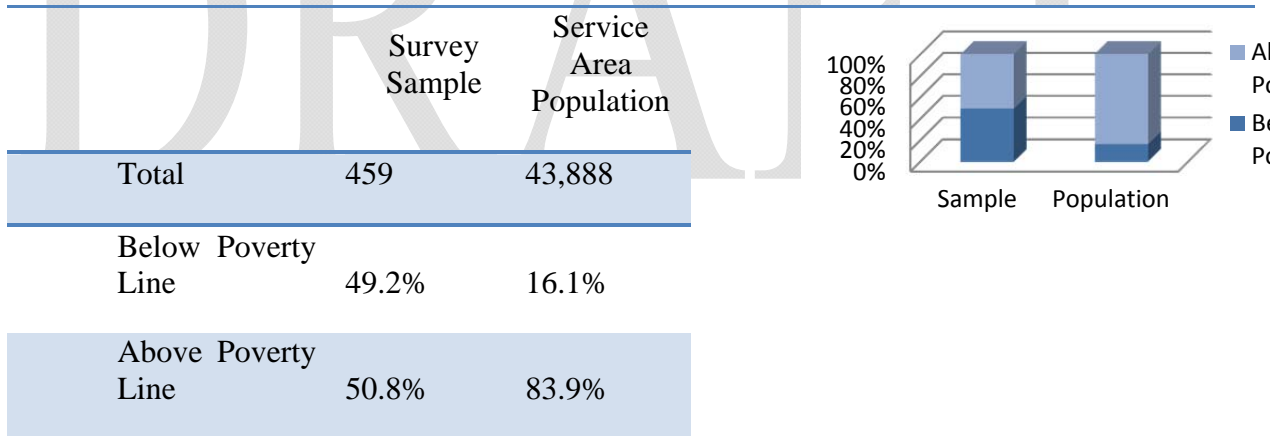 DRAFT
Survey Sample
Service Area Population
Total 459 43,888
Below Poverty
Line 49.2% 16.1%
Above Poverty
Line 50.8% 83.9%
100%
80%
60%
40%
20%
0%
Sample Population